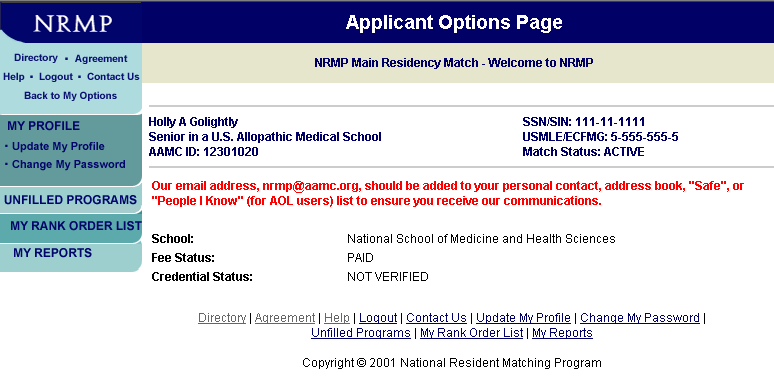 NRMP
Applicant Options Page
Directory • Agreement
Help • Logout • Contact Us
Back to My Options
MY PROFILE
• Update My Profile
• Change My Password
UNFILLED PROGRAMS
MY RANK ORDER LIST
MY REPORTS
NRMP Main Residency Match - Welcome to NRMP
Holly A Golightly
Senior in a U.S. Allopathic Medical School
AAMC ID: 12301020
SSN/SIN: 111-11-1111
USMLE/ECFMG: 5-555-555-5
Match Status: ACTIVE
Our email address, nrmp@aamc.org, should be added to your personal contact, address book, "Safe", or
"People I Know" (for AOL users) list to ensure you receive our communications.
School: National School of Medicine and Health Sciences
Fee Status: PAID
Credential Status: NOT VERIFIED
Directory | Agreement | Help | Logout | Contact Us | Update My Profile | Change My Password |
Unfilled Programs | My Rank Order List | My Reports
Copyright © 2001 National Resident Matching Program